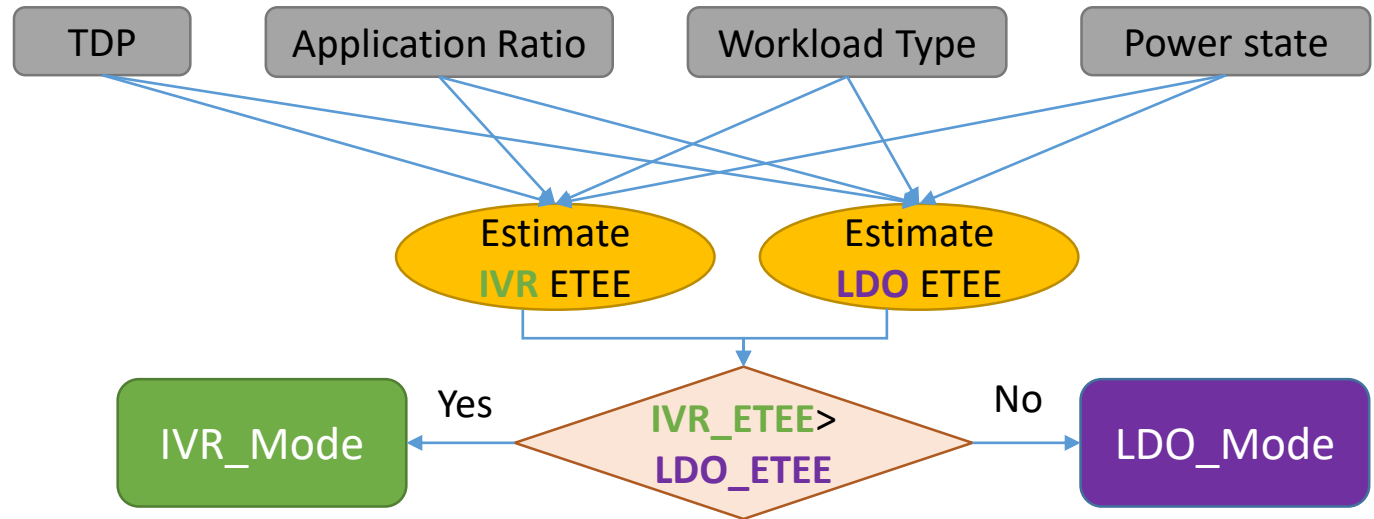 TDP
Application Ratio
Workload Type
Power state
Estimate
IVR ETEE
Estimate
LDO ETEE
Yes
No
IVR_Mode
IVR_ETEE>
LDO_ETEE
LDO_Mode